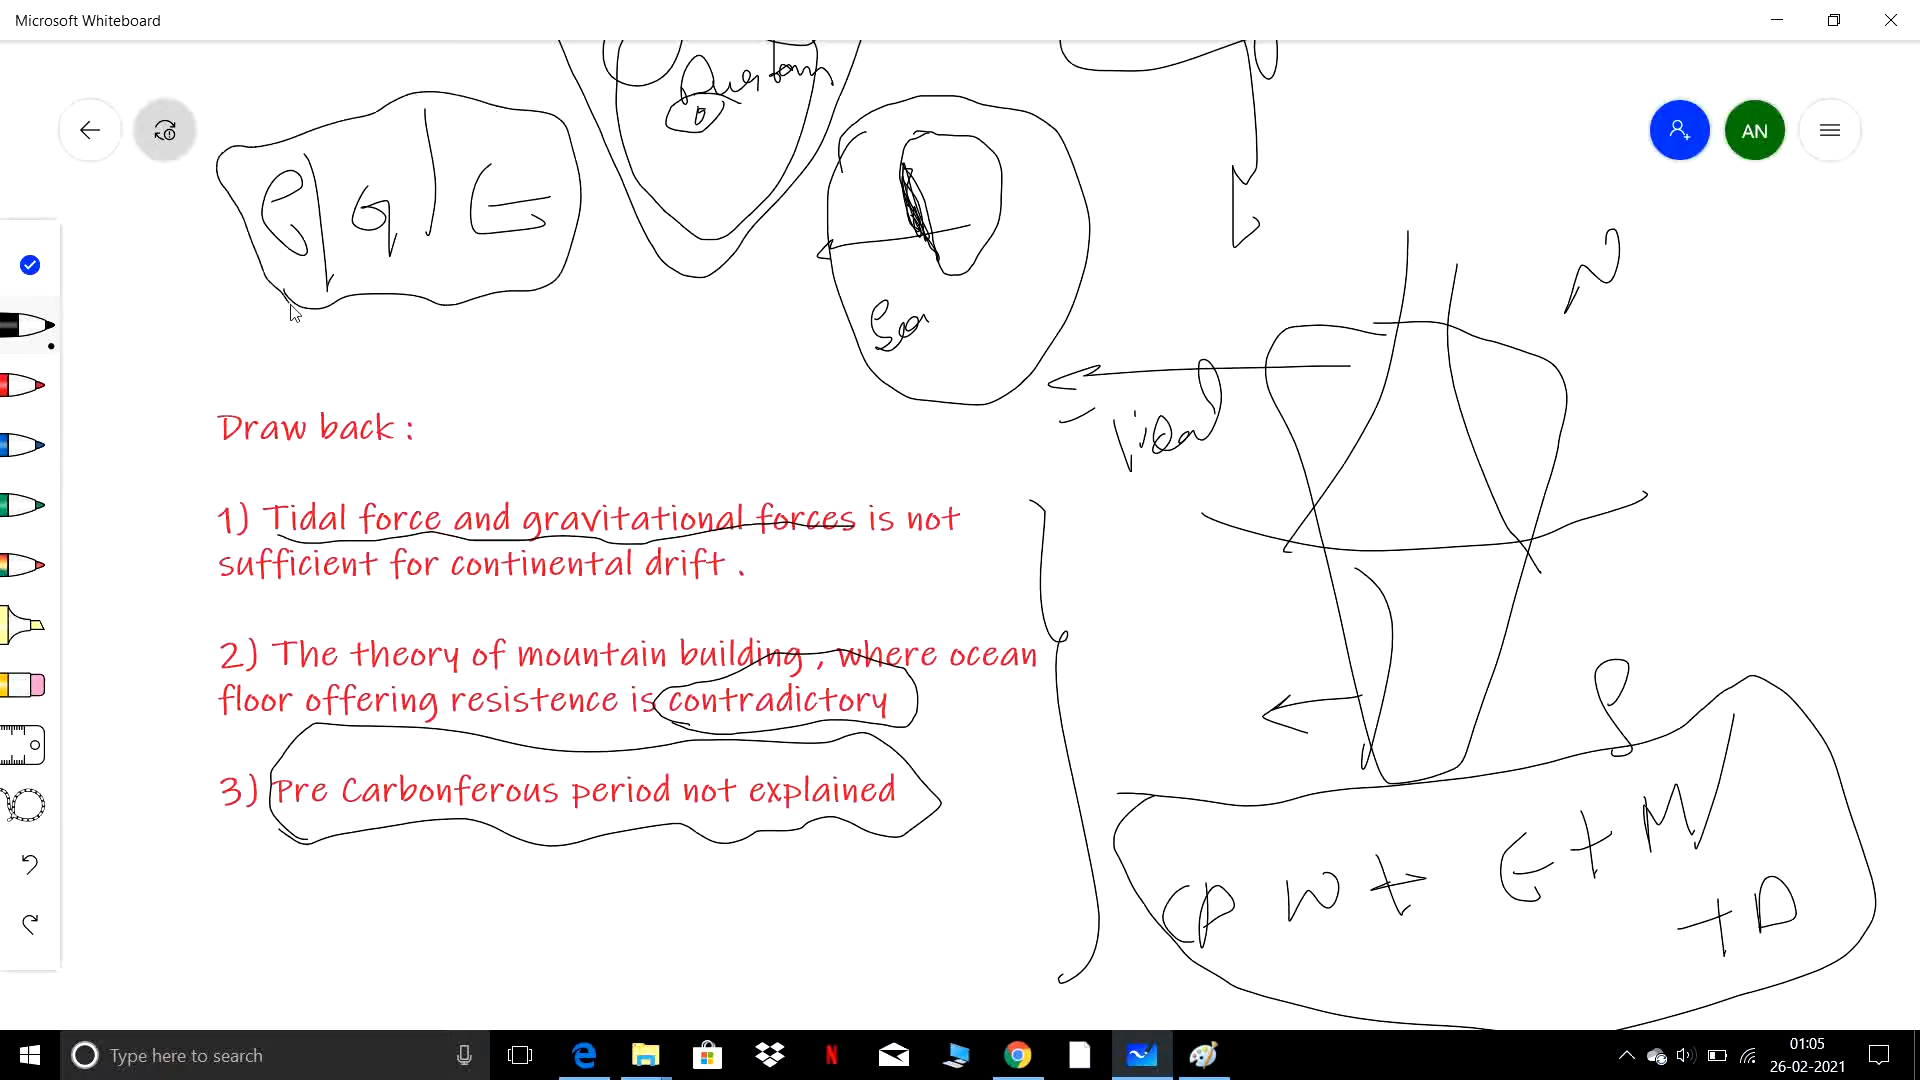 Microsoft Whiteboard
AN
N
Tidal
Draw back :
1) Tidal force and gravitational forces is not
sufficient for continental drift .
2) The theory of mountain building , where ocean
floor offering resistence is contradictory
3) Pre Carbonferous period not explained
S
CP W + E + M
+ D
Type here to search
01:05
26-02-2021